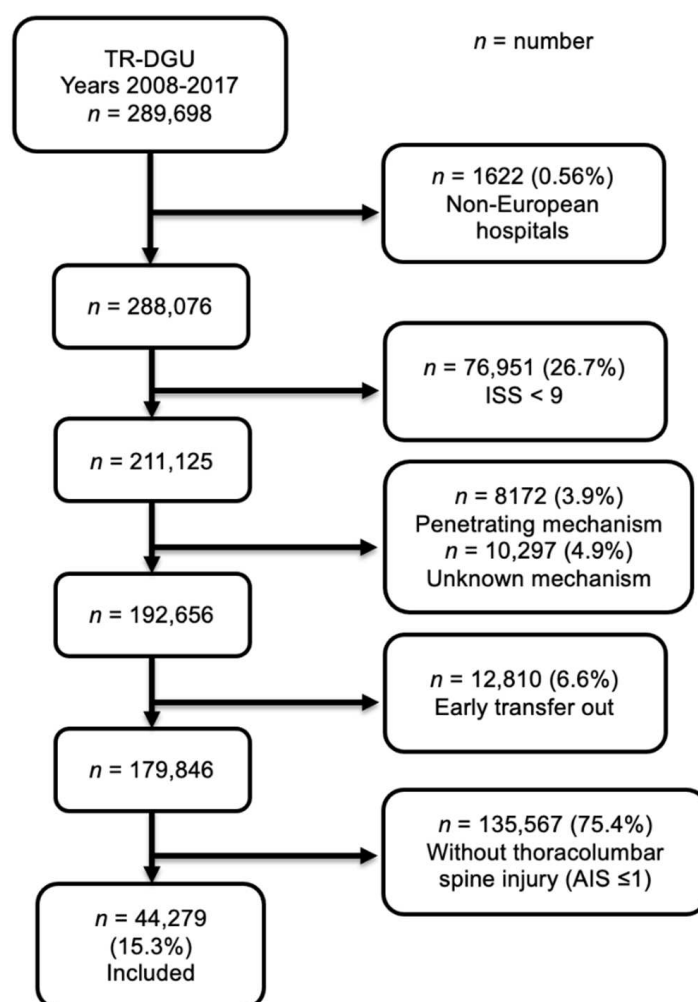 TR-DGU
Years 2008-2017
n = 289,698
n = number
n = 1622 (0.56%)
Non-European
hospitals
n = 288,076
n = 76,951 (26.7%)
ISS < 9
n = 211,125
n = 8172 (3.9%)
Penetrating mechanism
n = 10,297 (4.9%)
Unknown mechanism
n = 192,656
n = 12,810 (6.6%)
Early transfer out
n = 179,846
n = 135,567 (75.4%)
Without thoracolumbar
spine injury (AIS ≤1)
n = 44,279
(15.3%)
Included